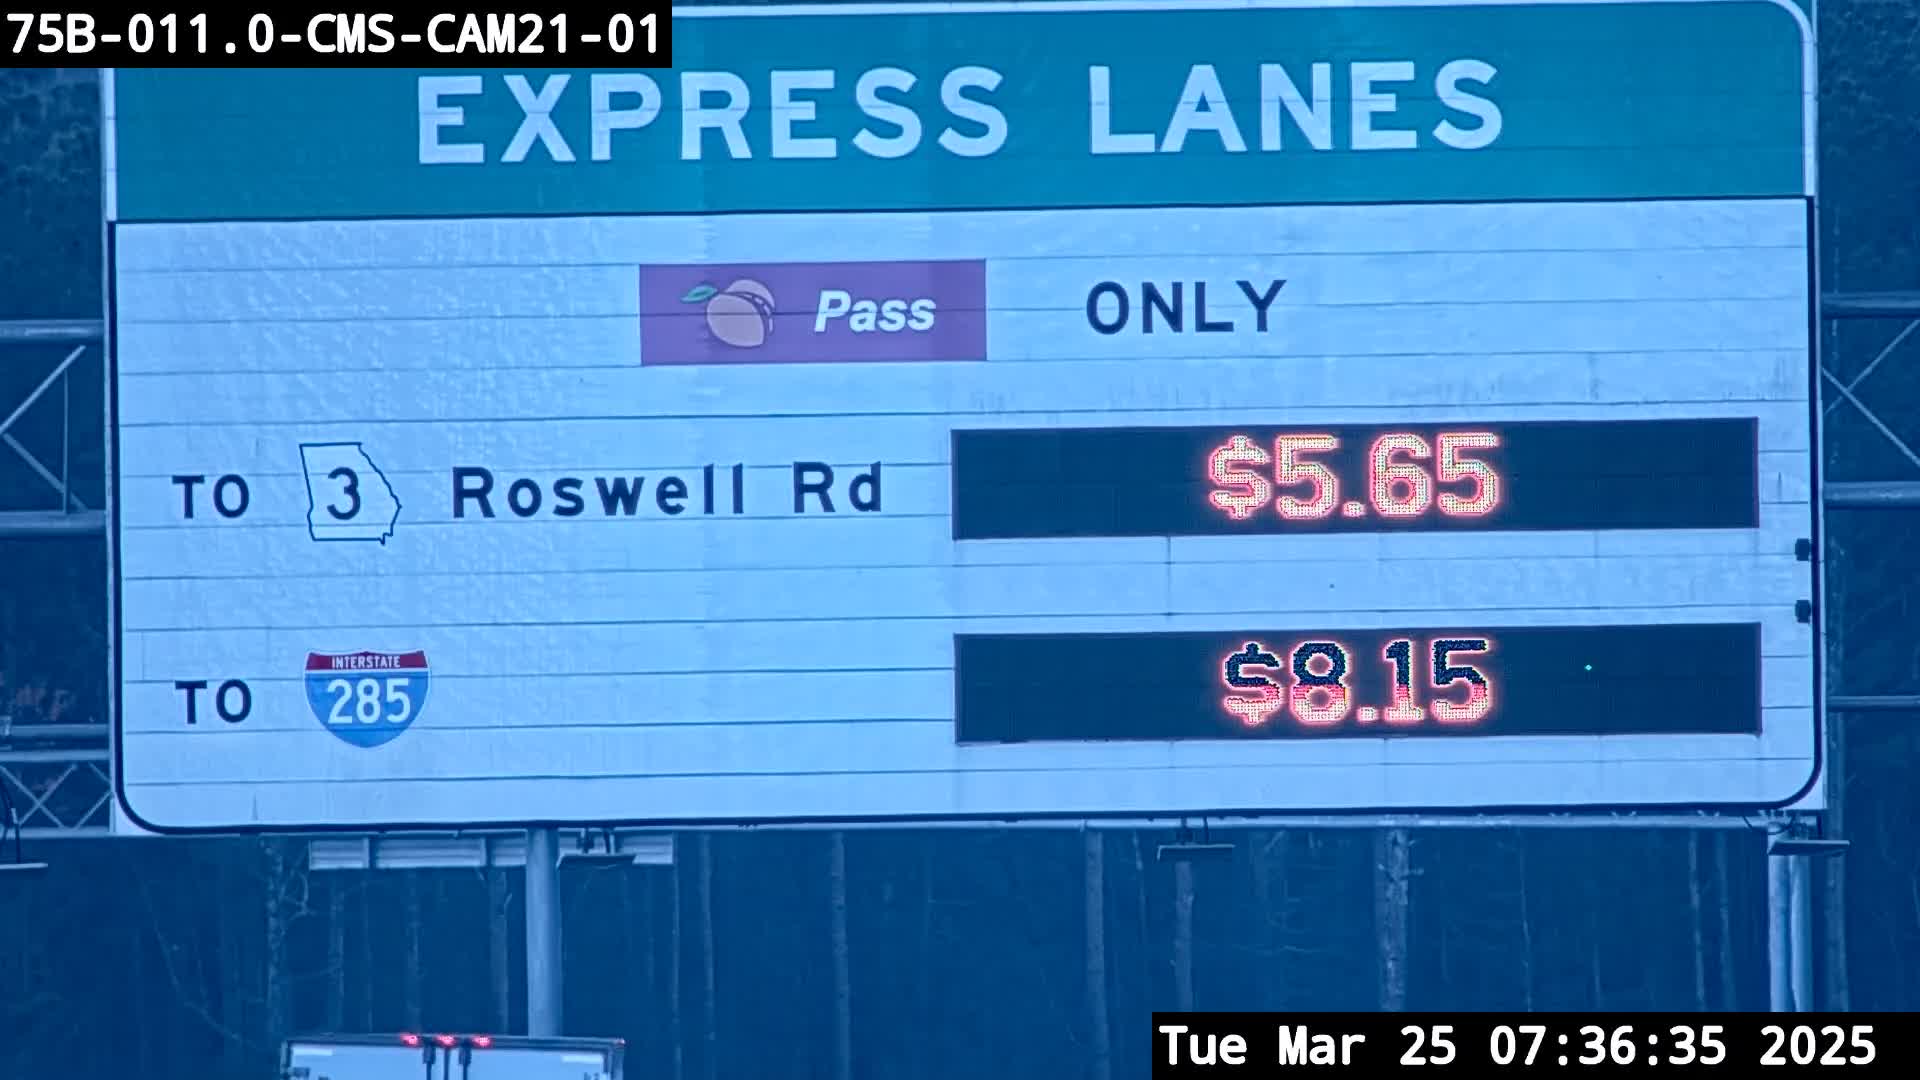 75B-011.0-CMS-CAM21-01
EXPRESS LANES
Pass ONLY
TO 3 Roswell Rd $5.65
INTERSTATE
TO 285 $8.15
Tue Mar 25 07:36:35 2025